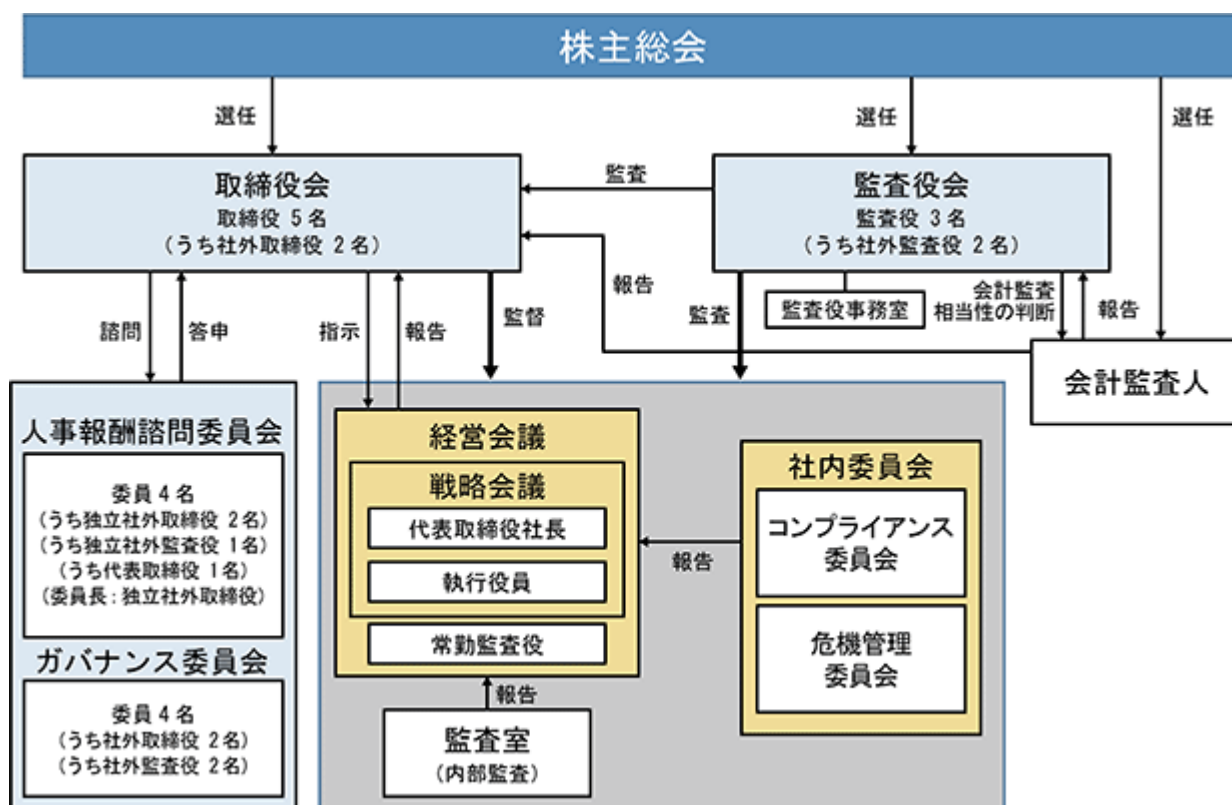 株主総会
選任
選任
選任
取締役会
取締役 5 名
(うち社外取締役 2 名)
監査
監査役会
監査役 3 名
(うち社外監査役 2 名)
監査役事務室
諮問
答申
指示
報告
監督
報告
監査
会計監査
相当性の判断
報告
会計監査人
人事報酬諮問委員会
委員 4 名
(うち独立社外取締役 2名)
(うち独立社外監査役 1名)
(うち代表取締役 1名)
(委員長:独立社外取締役)
ガバナンス委員会
委員 4 名
(うち社外取締役 2名)
(うち社外監査役 2名)
経営会議
戦略会議
代表取締役社長
執行役員
常勤監査役
報告
監査室
(内部監査)
報告
社内委員会
コンプライアンス
委員会
危機管理
委員会